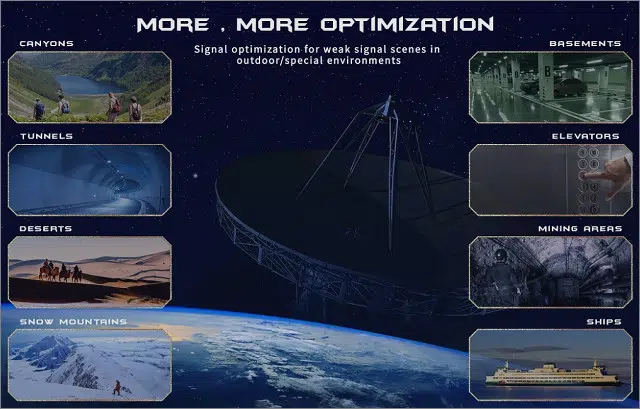 MORE , MORE OPTIMIZATION
Signal optimization for weak signal scenes in
outdoor/special environments
CANYONS
BASEMENTS
TUNNELS
ELEVATORS
DESERTS
MINING AREAS
SNOW MOUNTAINS
SHIPS